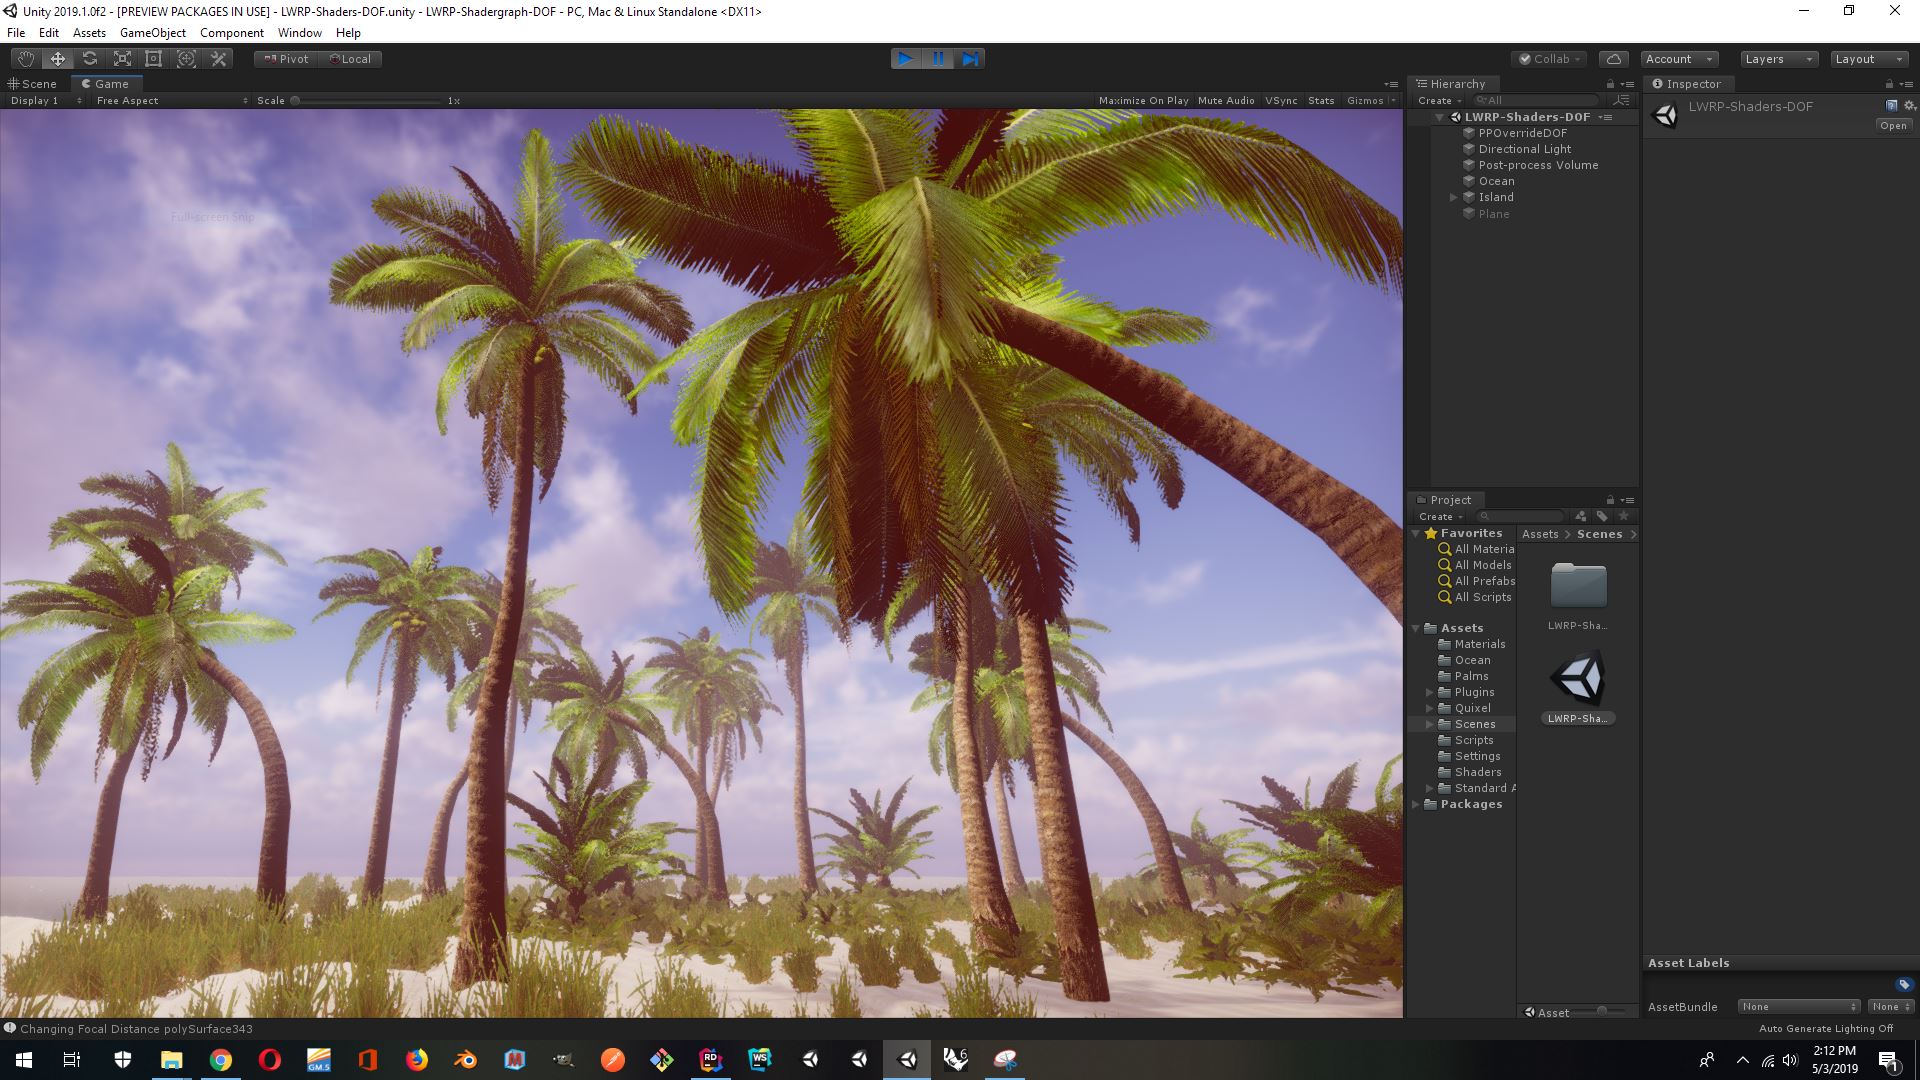 Unity 2019.1.0f2 - [PREVIEW PACKAGES IN USE] - LWRP-Shaders-DOF.unity - LWRP-Shadergraph-DOF - PC, Mac & Linux Standalone <DX11>
File Edit Assets GameObject Component Window Help
Pivot Local Collab Account Layers Layout
Scene Game
Display 1 Free Aspect Scale 1x Maximize On Play Mute Audio VSync Stats Gizmos
Full-screen Snip
Hierarchy
Create All
LWRP-Shaders-DOF
PPOverrideDOF
Directional Light
Post-process Volume
Ocean
Island
Plane
Project
Create
Favorites
All Materia
All Models
All Prefabs
All Scripts
Assets
Materials
Ocean
Palms
Plugins
Quixel
Scenes
Scripts
Settings
Shaders
Standard A
Packages
Assets Scenes
LWRP-Sha...
LWRP-Sha...
Asset
Inspector
LWRP-Shaders-DOF
Open
Asset Labels
AssetBundle None None
Changing Focal Distance polySurface343
Auto Generate Lighting Off
GM.5 RD WS 6
2:12 PM
5/3/2019
1